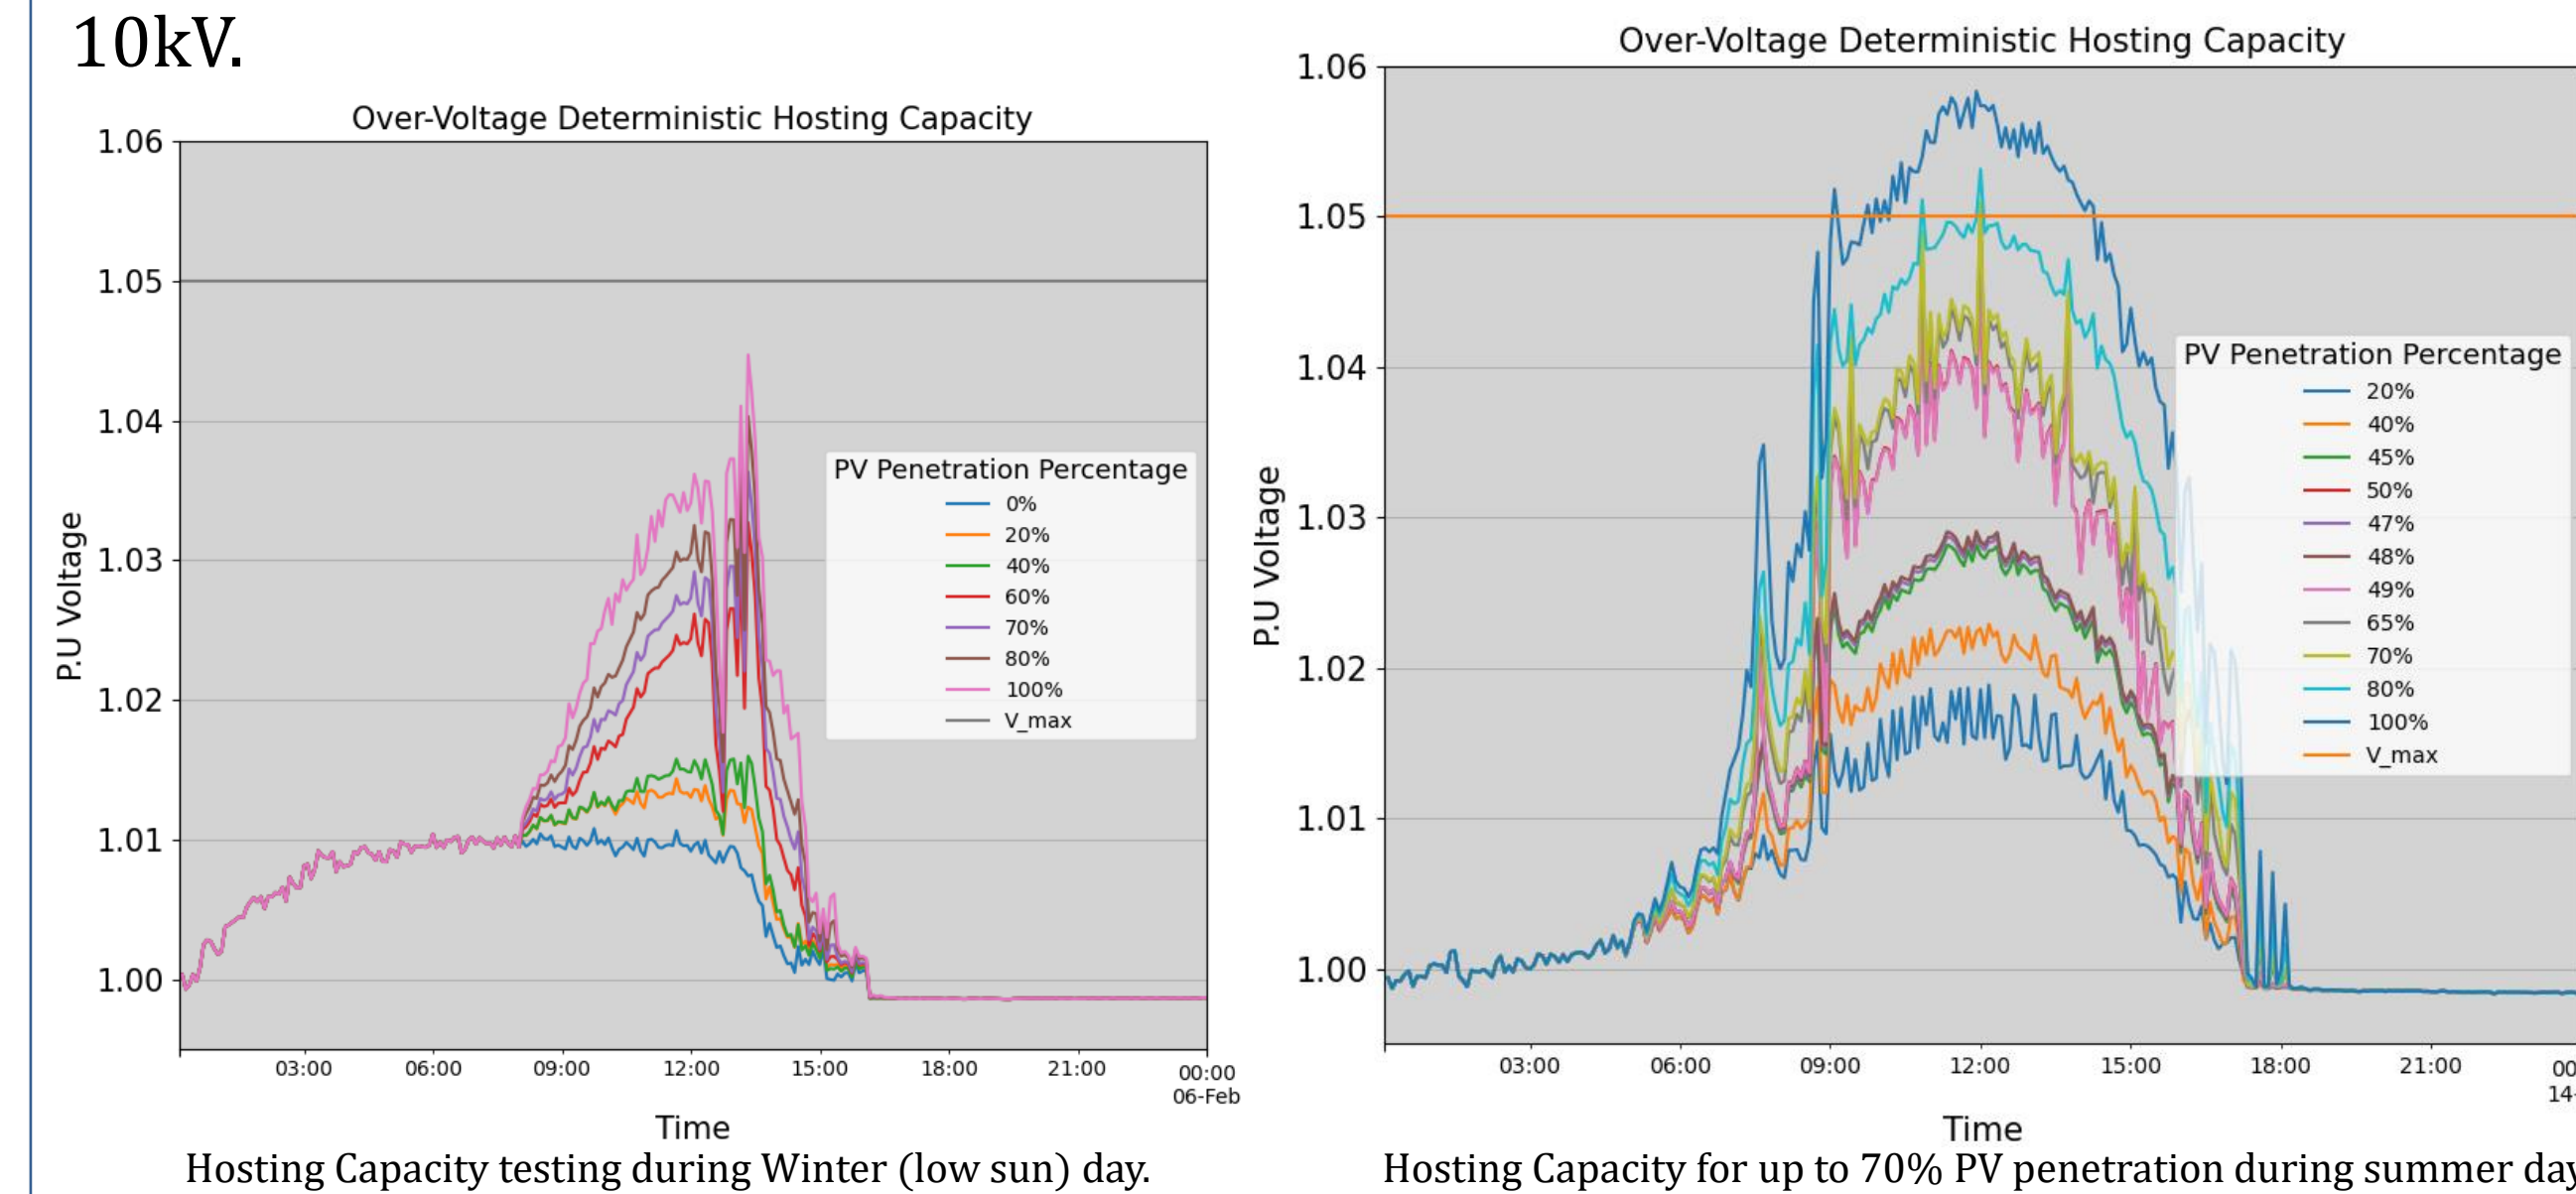 10kV.
Over-Voltage Deterministic Hosting Capacity
1.06
1.05
1.04
1.03
1.02
1.01
1.00
P.U Voltage
PV Penetration Percentage
0%
20%
40%
60%
70%
80%
100%
V_max
03:00 06:00 09:00 12:00 15:00 18:00 21:00 00:00
06-Feb
Time
Hosting Capacity testing during Winter (low sun) day.
Over-Voltage Deterministic Hosting Capacity
1.06
1.05
1.04
1.03
1.02
1.01
1.00
P.U Voltage
PV Penetration Percentage
20%
40%
45%
50%
47%
48%
49%
65%
70%
80%
100%
V_max
03:00 06:00 09:00 12:00 15:00 18:00 21:00 00
14-
Time
Hosting Capacity for up to 70% PV penetration during summer day